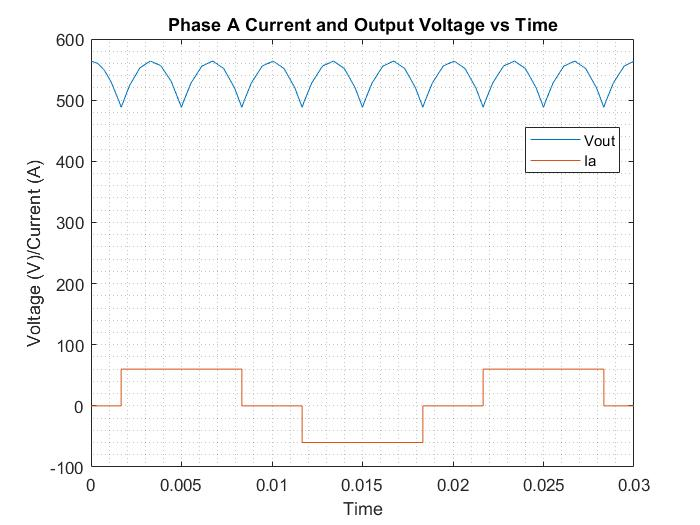 Phase A Current and Output Voltage vs Time
600
500
400
300
200
100
0
-100
Voltage (V)/Current (A)
Vout
Ia
0 0.005 0.01 0.015 0.02 0.025 0.03
Time